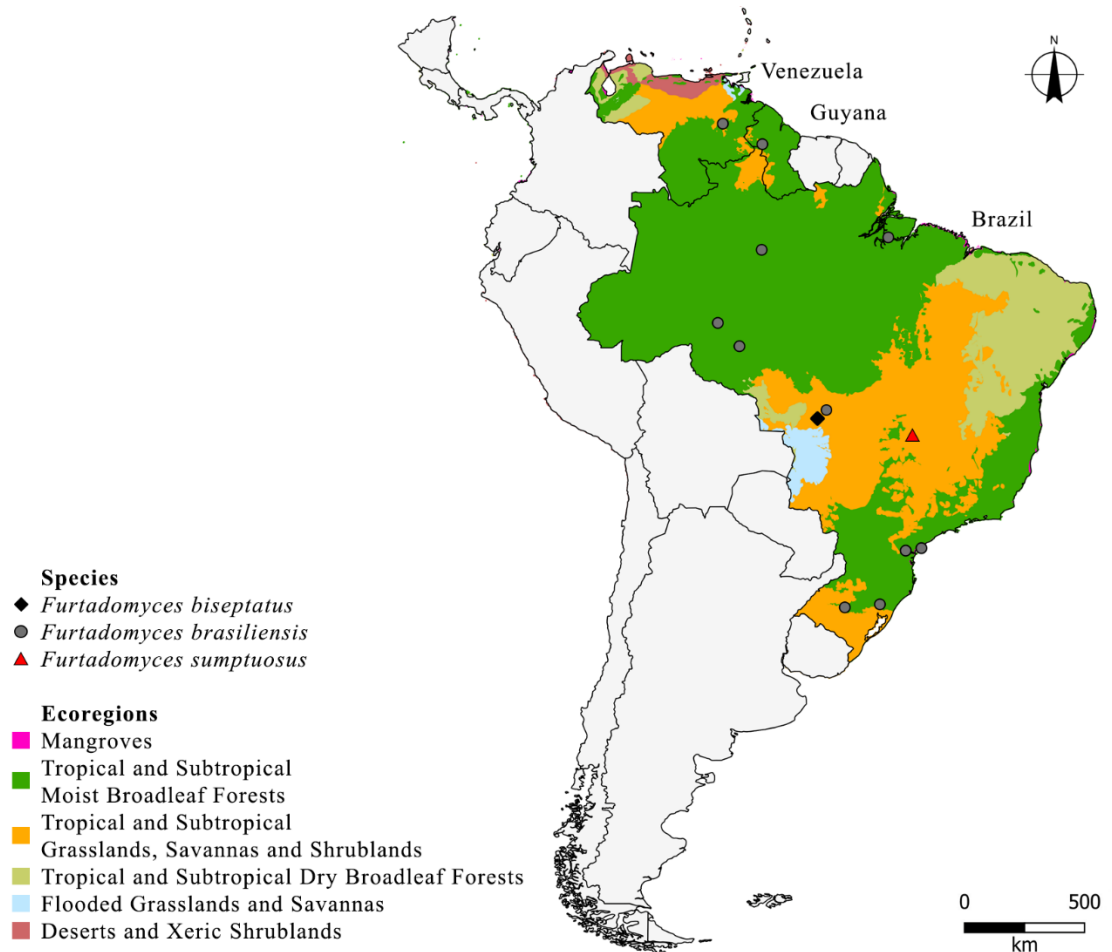 N
Venezuela
Guyana
Brazil
Species
Furtadomyces biseptatus
Furtadomyces brasiliensis
Furtadomyces sumptuosus
Ecoregions
Mangroves
Tropical and Subtropical
Moist Broadleaf Forests
Tropical and Subtropical
Grasslands, Savannas and Shrublands
Tropical and Subtropical Dry Broadleaf Forests
Flooded Grasslands and Savannas
Deserts and Xeric Shrublands
0 500
km